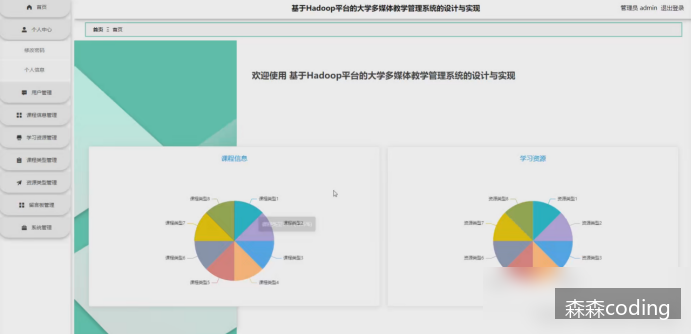 首页
基于Hadoop平台的大学多媒体教学管理系统的设计与实现
管理员 admin 退出登录
个人中心
首页 首页
修改密码
个人信息
欢迎使用 基于Hadoop平台的大学多媒体教学管理系统的设计与实现
用户管理
课程信息管理
学习资源管理
课程类型管理
资源类型管理
留言板管理
系统管理
课程信息
课程类型8
课程类型1
课程类型7
课程类型2
课程类型6
课程类型3
课程类型5
课程类型4
学习资源
资源类型8
资源类型1
资源类型7
资源类型2
资源类型6
资源类型3
森森coding